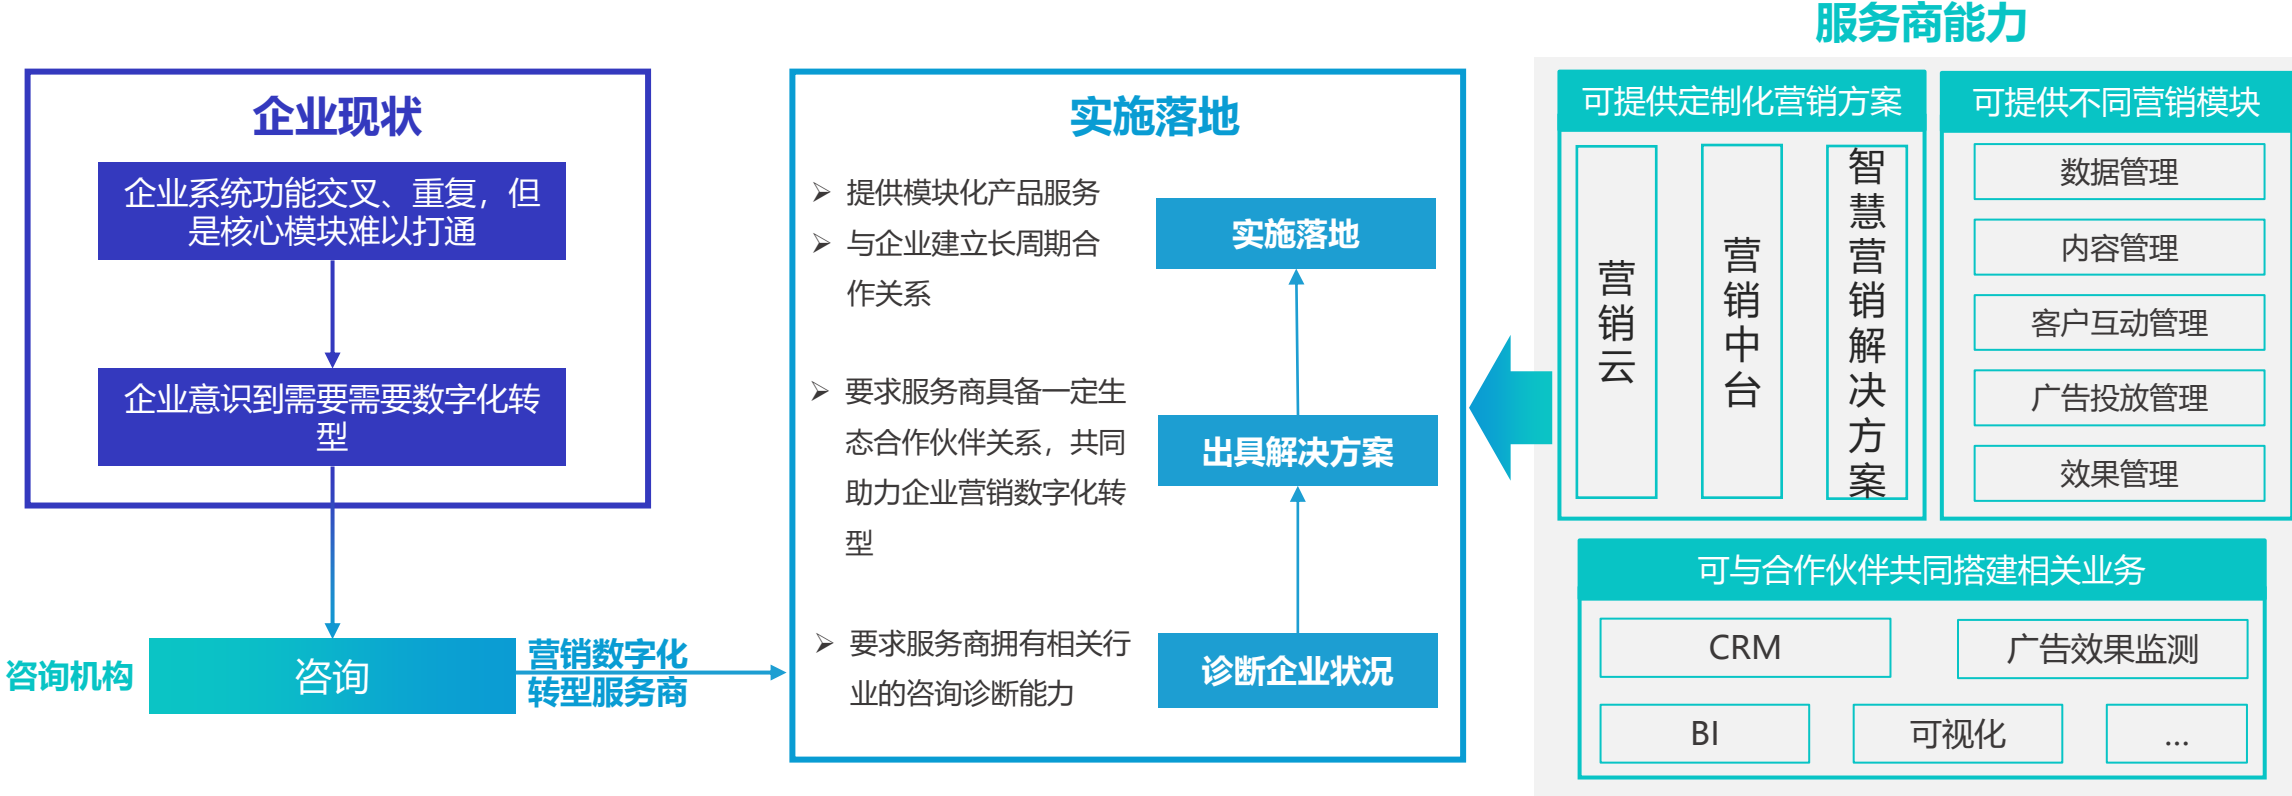 企业现状
企业系统功能交叉、重复，但
是核心模块难以打通
企业意识到需要需要数字化转
型
咨询机构
咨询
营销数字化
转型服务商
实施落地
➢ 提供模块化产品服务
➢ 与企业建立长周期合
作关系
➢ 要求服务商具备一定生
态合作伙伴关系，共同
助力企业营销数字化转
型
➢ 要求服务商拥有相关行
业的咨询诊断能力
实施落地
出具解决方案
诊断企业状况
服务商能力
可提供定制化营销方案
营销云
营销中台
智慧营销解决方案
可提供不同营销模块
数据管理
内容管理
客户互动管理
广告投放管理
效果管理
可与合作伙伴共同搭建相关业务
CRM
广告效果监测
BI
可视化
...